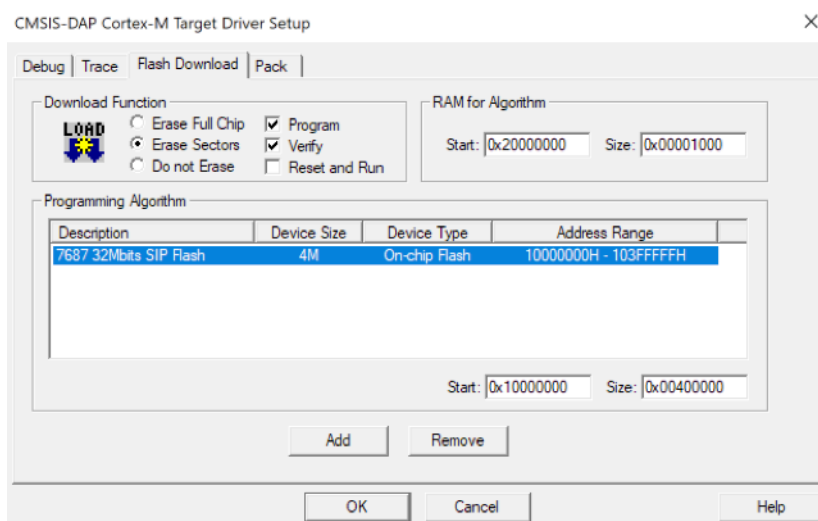 CMSIS-DAP Cortex-M Target Driver Setup
Debug Trace Flash Download Pack
Download Function
LOAD
Erase Full Chip Program
Erase Sectors Verify
Do not Erase Reset and Run
RAM for Algorithm
Start: 0x20000000 Size: 0x00001000
Programming Algorithm
Description Device Size Device Type Address Range
7687 32Mbits SIP Flash 4M On-chip Flash 10000000H - 103FFFFFH
Start: 0x10000000 Size: 0x00400000
Add Remove
OK Cancel Help